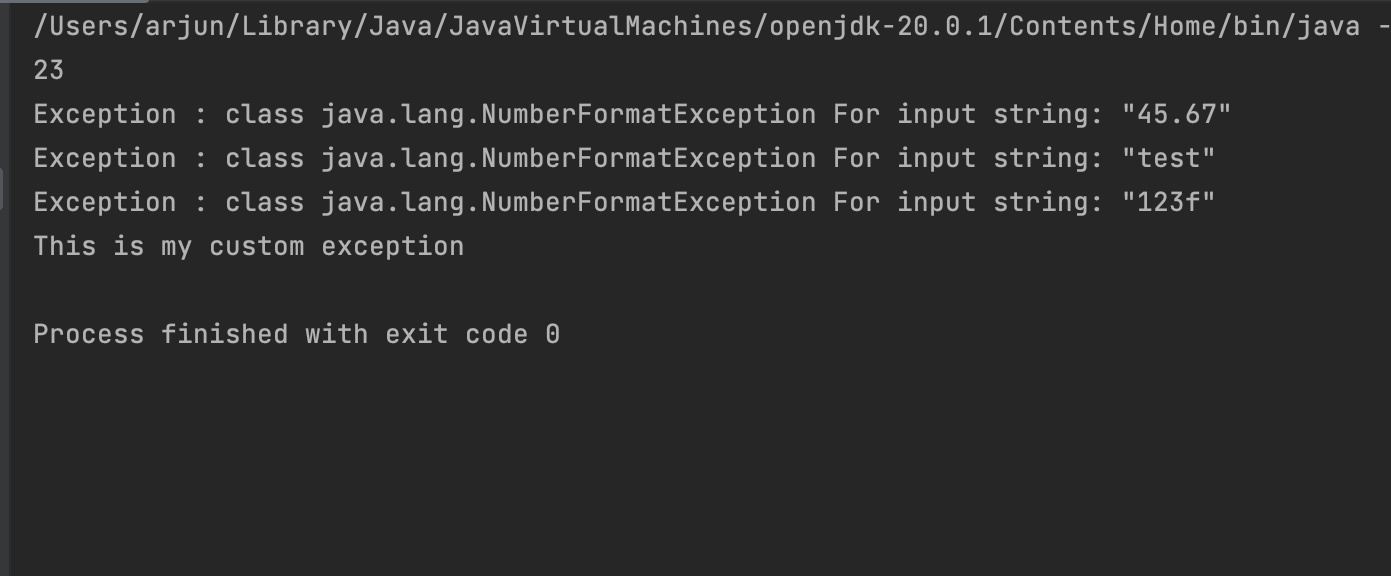 /Users/arjun/Library/Java/JavaVirtualMachines/openjdk-20.0.1/Contents/Home/bin/java -
23
Exception : class java.lang.NumberFormatException For input string: "45.67"
Exception : class java.lang.NumberFormatException For input string: "test"
Exception : class java.lang.NumberFormatException For input string: "123f"
This is my custom exception
Process finished with exit code 0